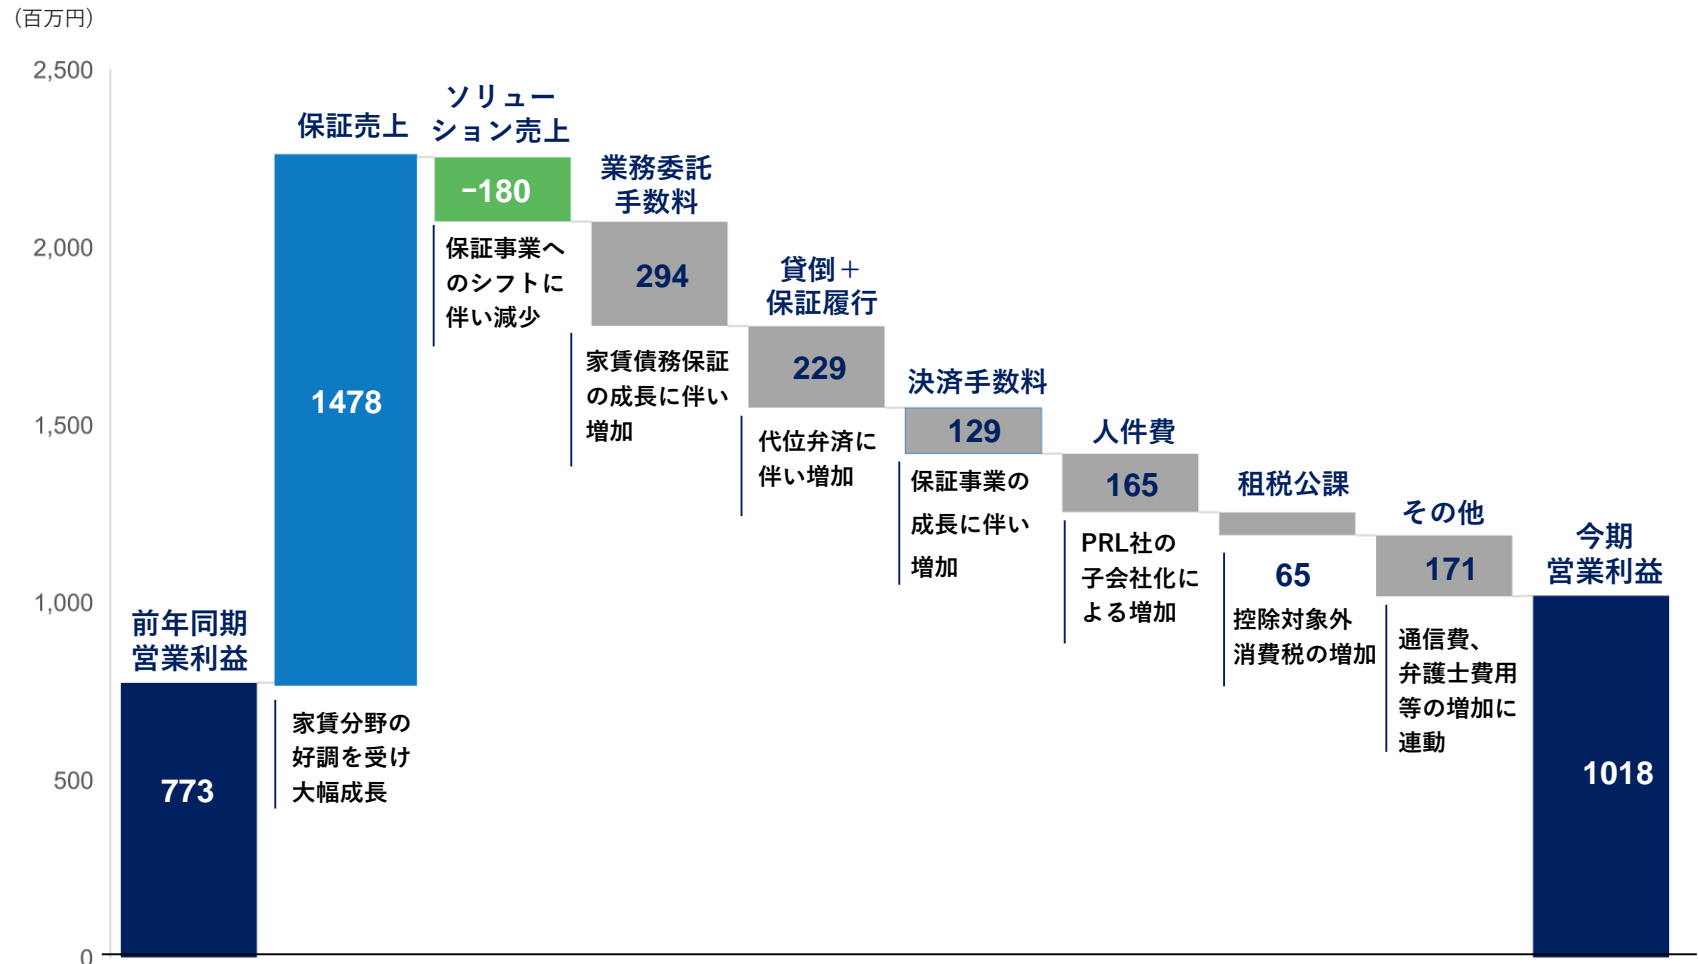 (百万円)
2,500
2,000
1,500
1,000
500
0
前年同期
営業利益
773
保証売上
1478
家賃分野の
好調を受け
大幅成長
ソリュー
ション売上
−180
保証事業へ
のシフトに
伴い減少
業務委託
手数料
294
家賃債務保証
の成長に伴い
増加
貸倒＋
保証履行
229
代位弁済に
伴い増加
決済手数料
129
保証事業の
成長に伴い
増加
人件費
165
PRL社の
子会社化に
よる増加
租税公課
65
控除対象外
消費税の増加
その他
171
通信費、
弁護士費用
等の増加に
連動
今期
営業利益
1018